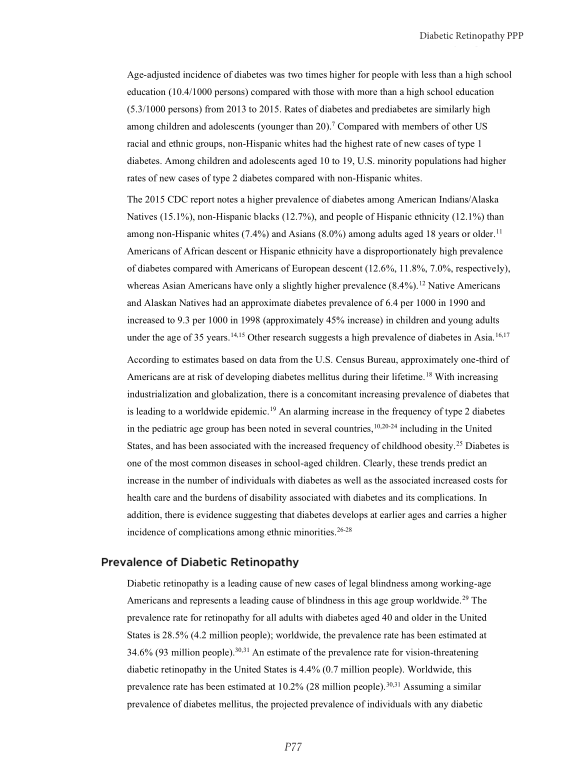 Diabetic Retinopathy PPP
Age-adjusted incidence of diabetes was two times higher for people with less than a high school
education (10.4/1000 persons) compared with those with more than a high school education
(5.3/1000 persons) from 2013 to 2015. Rates of diabetes and prediabetes are similarly high
among children and adolescents (younger than 20).7 Compared with members of other US
racial and ethnic groups, non-Hispanic whites had the highest rate of new cases of type 1
diabetes. Among children and adolescents aged 10 to 19, U.S. minority populations had higher
rates of new cases of type 2 diabetes compared with non-Hispanic whites.
The 2015 CDC report notes a higher prevalence of diabetes among American Indians/Alaska
Natives (15.1%), non-Hispanic blacks (12.7%), and people of Hispanic ethnicity (12.1%) than
among non-Hispanic whites (7.4%) and Asians (8.0%) among adults aged 18 years or older.11
Americans of African descent or Hispanic ethnicity have a disproportionately high prevalence
of diabetes compared with Americans of European descent (12.6%, 11.8%, 7.0%, respectively),
whereas Asian Americans have only a slightly higher prevalence (8.4%).12 Native Americans
and Alaskan Natives had an approximate diabetes prevalence of 6.4 per 1000 in 1990 and
increased to 9.3 per 1000 in 1998 (approximately 45% increase) in children and young adults
under the age of 35 years.14,15 Other research suggests a high prevalence of diabetes in Asia.16,17
According to estimates based on data from the U.S. Census Bureau, approximately one-third of
Americans are at risk of developing diabetes mellitus during their lifetime.18 With increasing
industrialization and globalization, there is a concomitant increasing prevalence of diabetes that
is leading to a worldwide epidemic.19 An alarming increase in the frequency of type 2 diabetes
in the pediatric age group has been noted in several countries,10,20-24 including in the United
States, and has been associated with the increased frequency of childhood obesity.25 Diabetes is
one of the most common diseases in school-aged children. Clearly, these trends predict an
increase in the number of individuals with diabetes as well as the associated increased costs for
health care and the burdens of disability associated with diabetes and its complications. In
addition, there is evidence suggesting that diabetes develops at earlier ages and carries a higher
incidence of complications among ethnic minorities.26-28
Prevalence of Diabetic Retinopathy
Diabetic retinopathy is a leading cause of new cases of legal blindness among working-age
Americans and represents a leading cause of blindness in this age group worldwide.29 The
prevalence rate for retinopathy for all adults with diabetes aged 40 and older in the United
States is 28.5% (4.2 million people); worldwide, the prevalence rate has been estimated at
34.6% (93 million people).30,31 An estimate of the prevalence rate for vision-threatening
diabetic retinopathy in the United States is 4.4% (0.7 million people). Worldwide, this
prevalence rate has been estimated at 10.2% (28 million people).30,31 Assuming a similar
prevalence of diabetes mellitus, the projected prevalence of individuals with any diabetic
P77